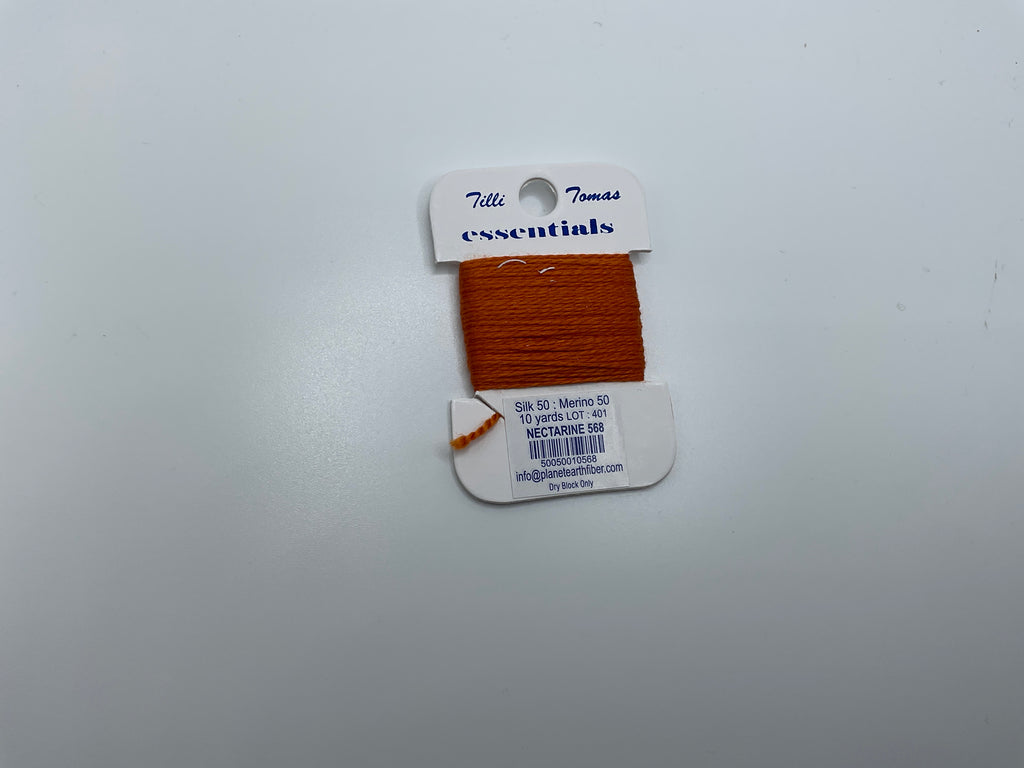 Tilli Tomas
essentials
Silk 50 : Merino 50
10 yards LOT : 401
NECTARINE 568
50050010568
info@planetearthfiber.com
Dry Block Only